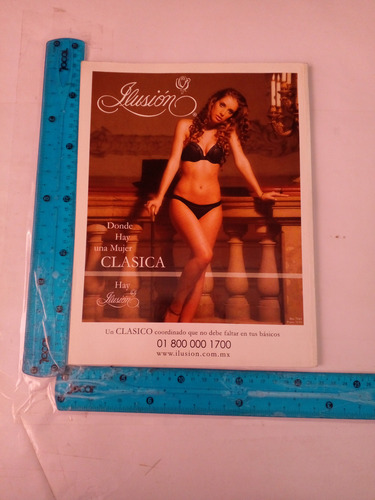 Ilusión
Donde
Hay
una Mujer
CLASICA
Hay
Ilusión
Un CLASICO coordinado que no debe faltar en tus básicos
01 800 000 1700
www.ilusion.com.mx